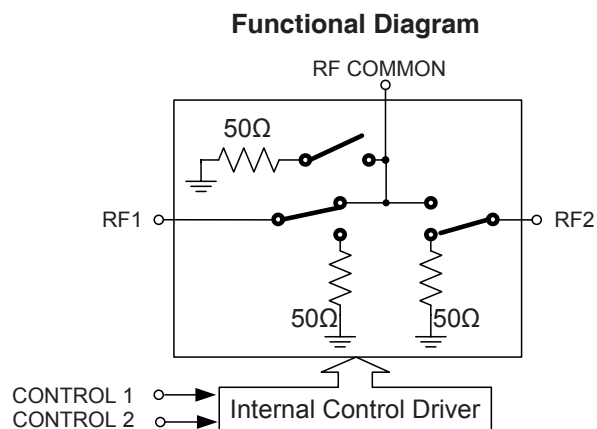 Functional Diagram
RF COMMON
50Ω
RF1
RF2
50Ω
50Ω
CONTROL 1
CONTROL 2
Internal Control Driver